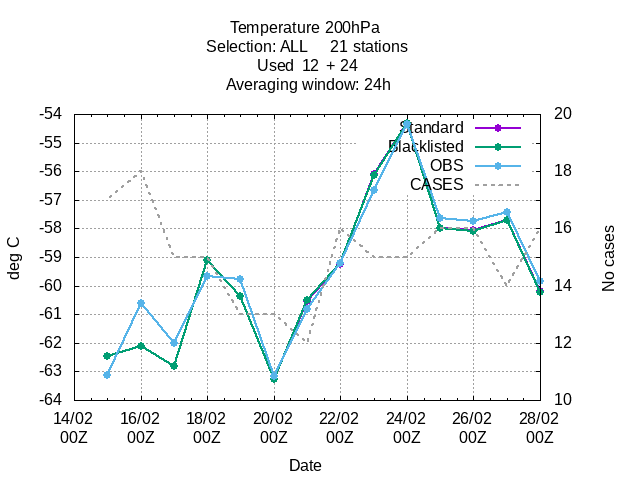 Temperature 200hPa
Selection: ALL 21 stations
Used 12 + 24
Averaging window: 24h
-54
-55
-56
-57
-58
-59
-60
-61
-62
-63
-64
deg C
Standard
Blacklisted
OBS
CASES
20
18
16
14
12
10
No cases
14/02 16/02 18/02 20/02 22/02 24/02 26/02 28/02
00Z 00Z 00Z 00Z 00Z 00Z 00Z 00Z
Date